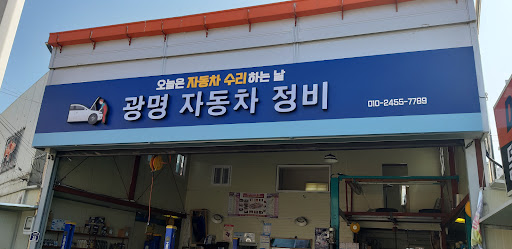 오늘은 자동차 수리하는 날
광명 자동차 정비
010-2455-7789